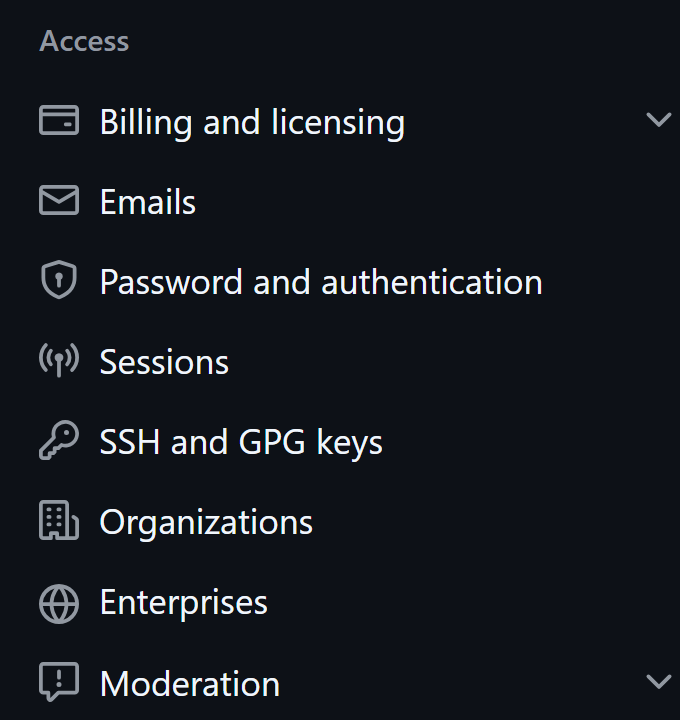 Access
Billing and licensing
Emails
Password and authentication
Sessions
SSH and GPG keys
Organizations
Enterprises
Moderation